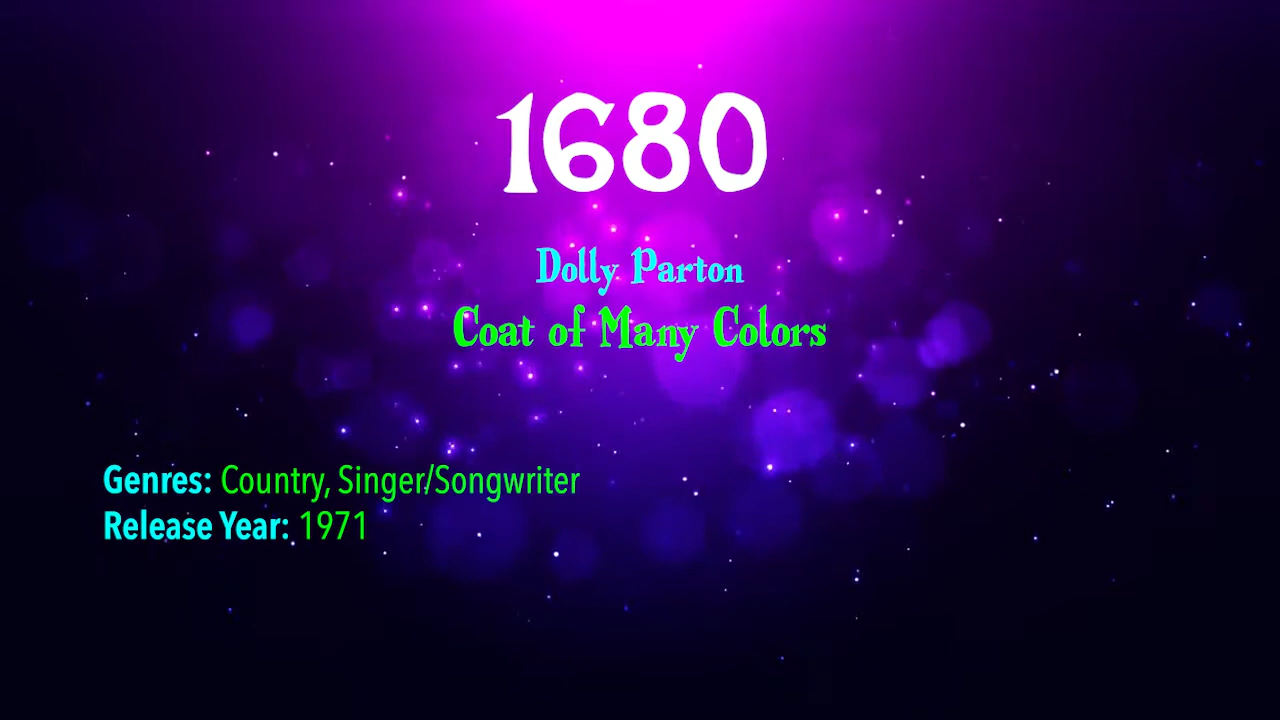 1680
Dolly Parton
Coat of Many Colors
Genres: Country, Singer/Songwriter
Release Year: 1971